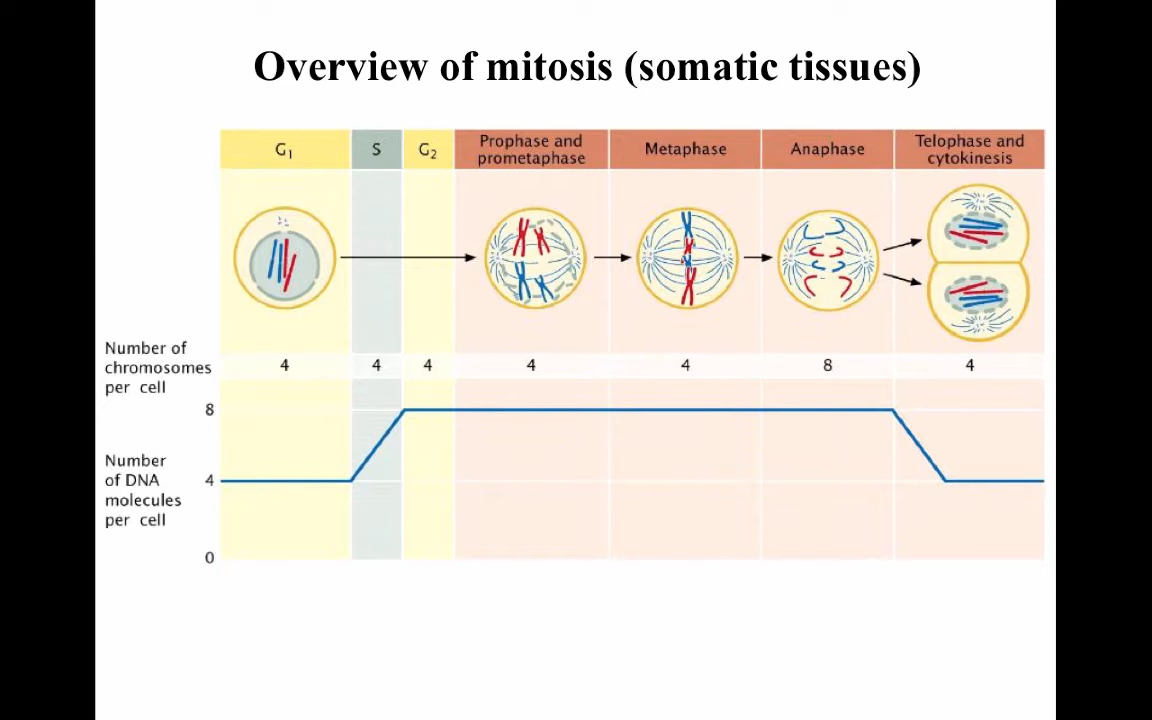 Overview of mitosis (somatic tissues)
G1
S
G2
Prophase and
prometaphase
Metaphase
Anaphase
Telophase and
cytokinesis
Number of
chromosomes
per cell
4
4
4
4
4
8
4
8
Number
of DNA
molecules
per cell
4
0